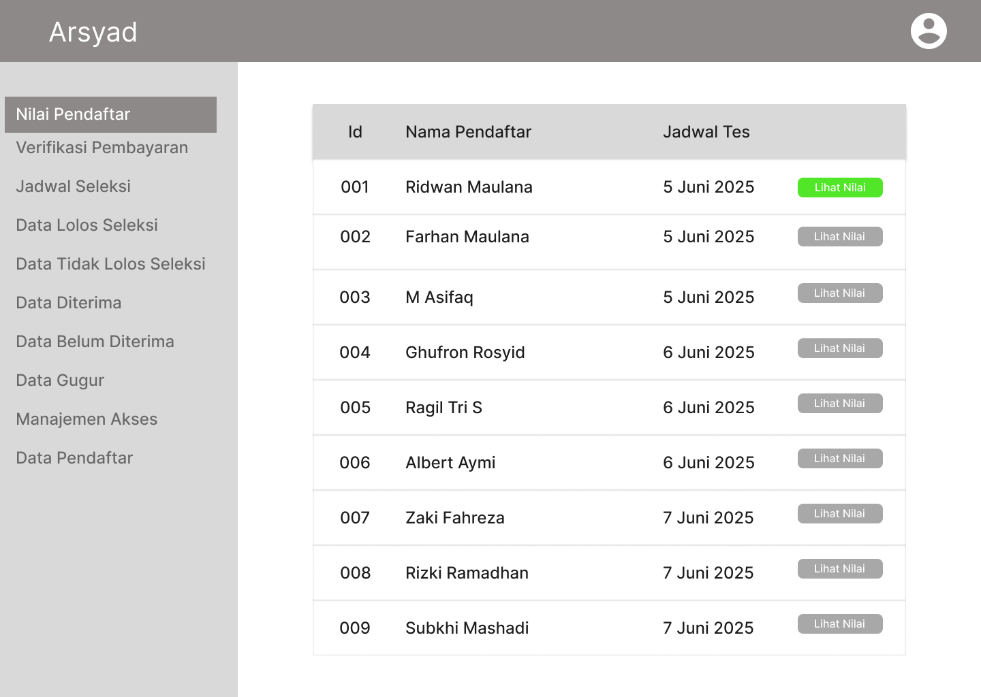 Arsyad
Nilai Pendaftar
Verifikasi Pembayaran
Jadwal Seleksi
Data Lolos Seleksi
Data Tidak Lolos Seleksi
Data Diterima
Data Belum Diterima
Data Gugur
Manajemen Akses
Data Pendaftar
Id Nama Pendaftar Jadwal Tes
001 Ridwan Maulana 5 Juni 2025 Lihat Nilai
002 Farhan Maulana 5 Juni 2025 Lihat Nilai
003 M Asifaq 5 Juni 2025 Lihat Nilai
004 Ghufron Rosyid 6 Juni 2025 Lihat Nilai
005 Ragil Tri S 6 Juni 2025 Lihat Nilai
006 Albert Aymi 6 Juni 2025 Lihat Nilai
007 Zaki Fahreza 7 Juni 2025 Lihat Nilai
008 Rizki Ramadhan 7 Juni 2025 Lihat Nilai
009 Subkhi Mashadi 7 Juni 2025 Lihat Nilai